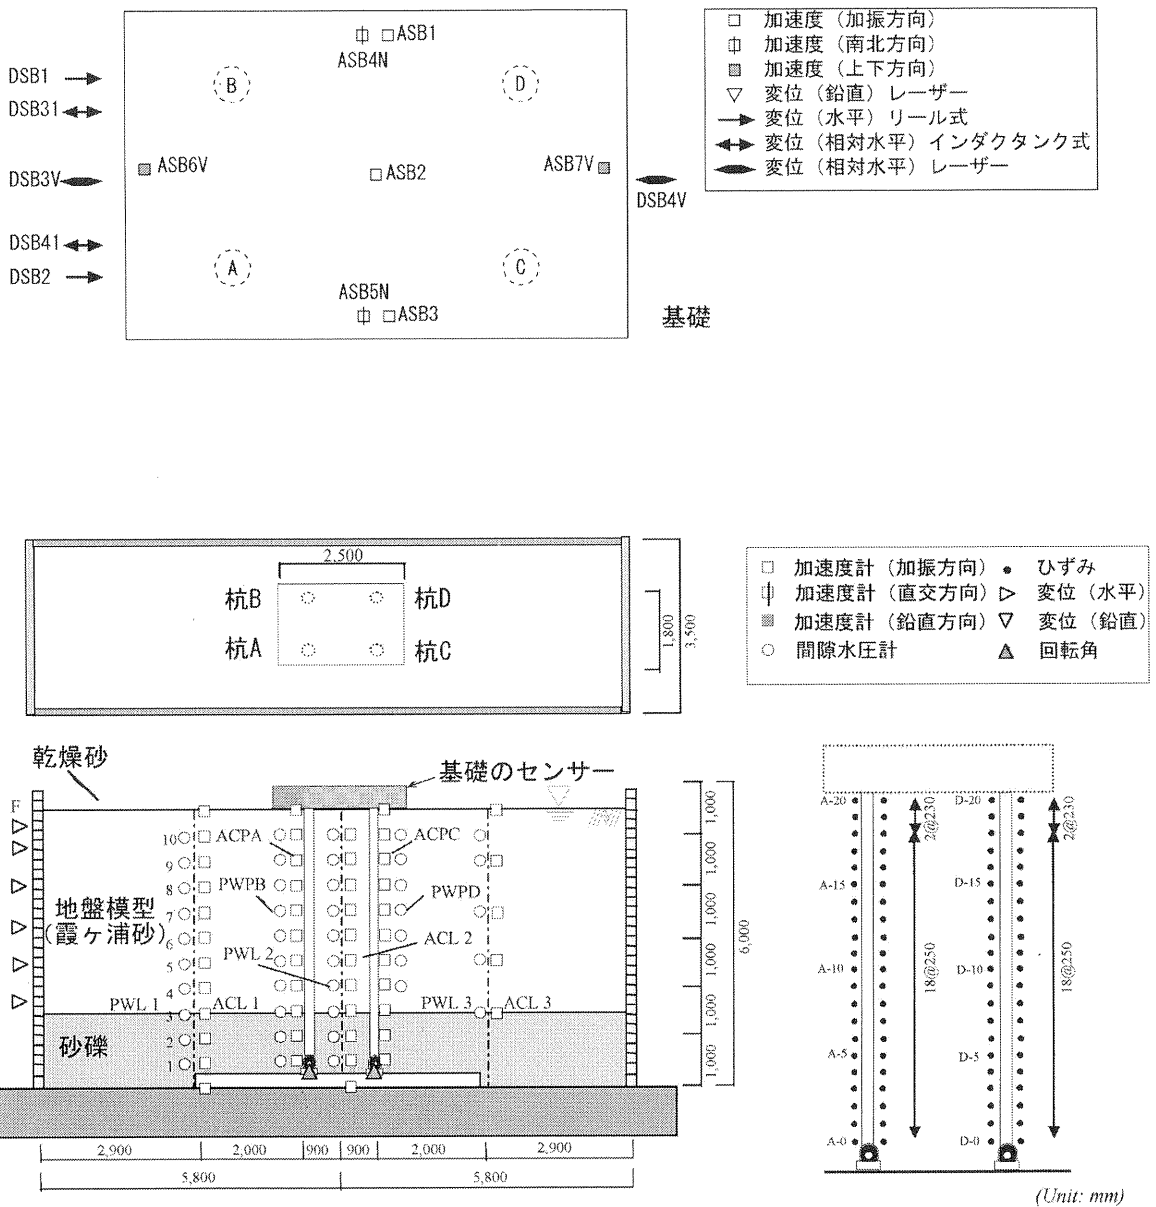 ASB1
ASB4N
DSB1
DSB31
B
D
ASB6V
ASB2
ASB7V
DSB3V
DSB4V
DSB41
DSB2
A
C
ASB5N
ASB3
基礎
加速度（加振方向）
加速度（南北方向）
加速度（上下方向）
変位（鉛直）レーザー
変位（水平）リール式
変位（相対水平）インダクタンク式
変位（相対水平）レーザー
2,500
杭B
杭D
杭A
杭C
1,800
3,500
加速度計（加振方向）
ひずみ
加速度計（直交方向）
変位（水平）
加速度計（鉛直方向）
変位（鉛直）
間隙水圧計
回転角
乾燥砂
基礎のセンサー
F
10
9
8
7
6
5
4
3
2
1
ACPA
ACPC
PWPB
PWPD
地盤模型
(霞ヶ浦砂)
ACL 2
PWL 2
PWL 1
ACL 1
PWL 3
ACL 3
砂礫
1,000
1,000
1,000
1,000
1,000
1,000
6,000
2,900
2,000
900
900
2,000
2,900
5,800
5,800
A-20
A-15
A-10
A-5
A-0
2@230
18@250
D-20
D-15
D-10
D-5
D-0
2@230
18@250
(Unit: mm)